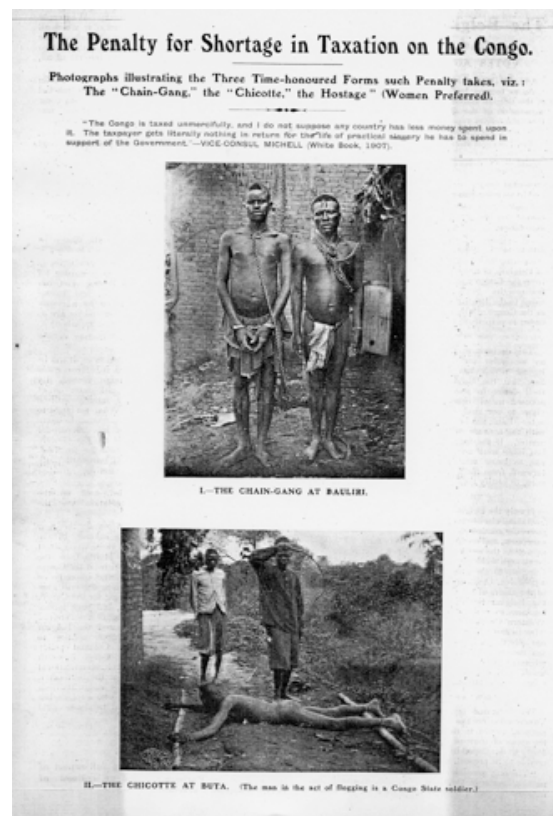 The Penalty for Shortage in Taxation on the Congo.
Photographs illustrating the Three Time-honoured Forms such Penalty takes, viz.:
The "Chain-Gang," the "Chicotte," the Hostage" (Women Preferred).
"The Congo is taxed unmercifully, and I do not suppose any country has less money spent upon
it. The taxpayer gets literally nothing in return for the life of practical slavery he has to spend in
support of the Government."—VICE-CONSUL MICHELL (White Book, 1907).
I.—THE CHAIN-GANG AT BAULIRI.
II.—THE CHICOTTE AT BUTA. (The man in the act of flogging is a Congo State soldier.)